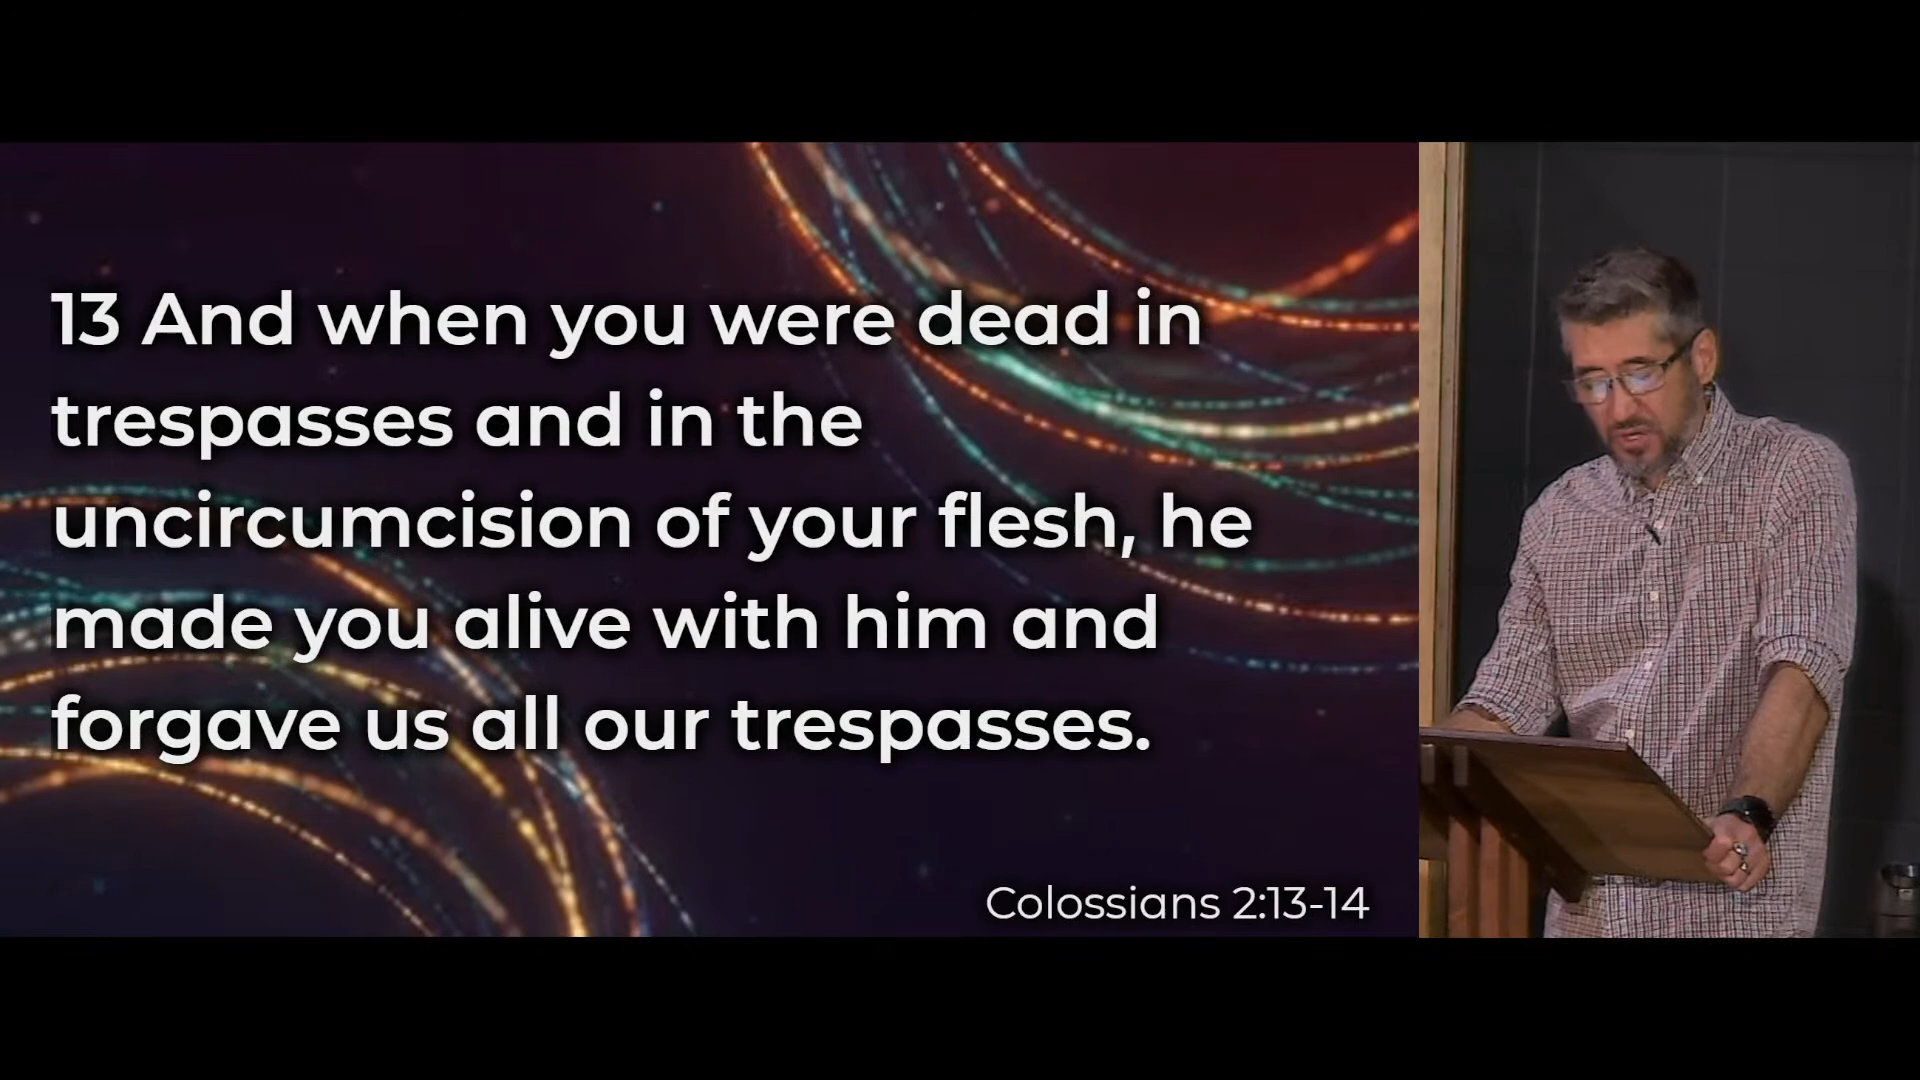 13 And when you were dead in
trespasses and in the
uncircumcision of your flesh, he
made you alive with him and
forgave us all our trespasses.
Colossians 2:13-14